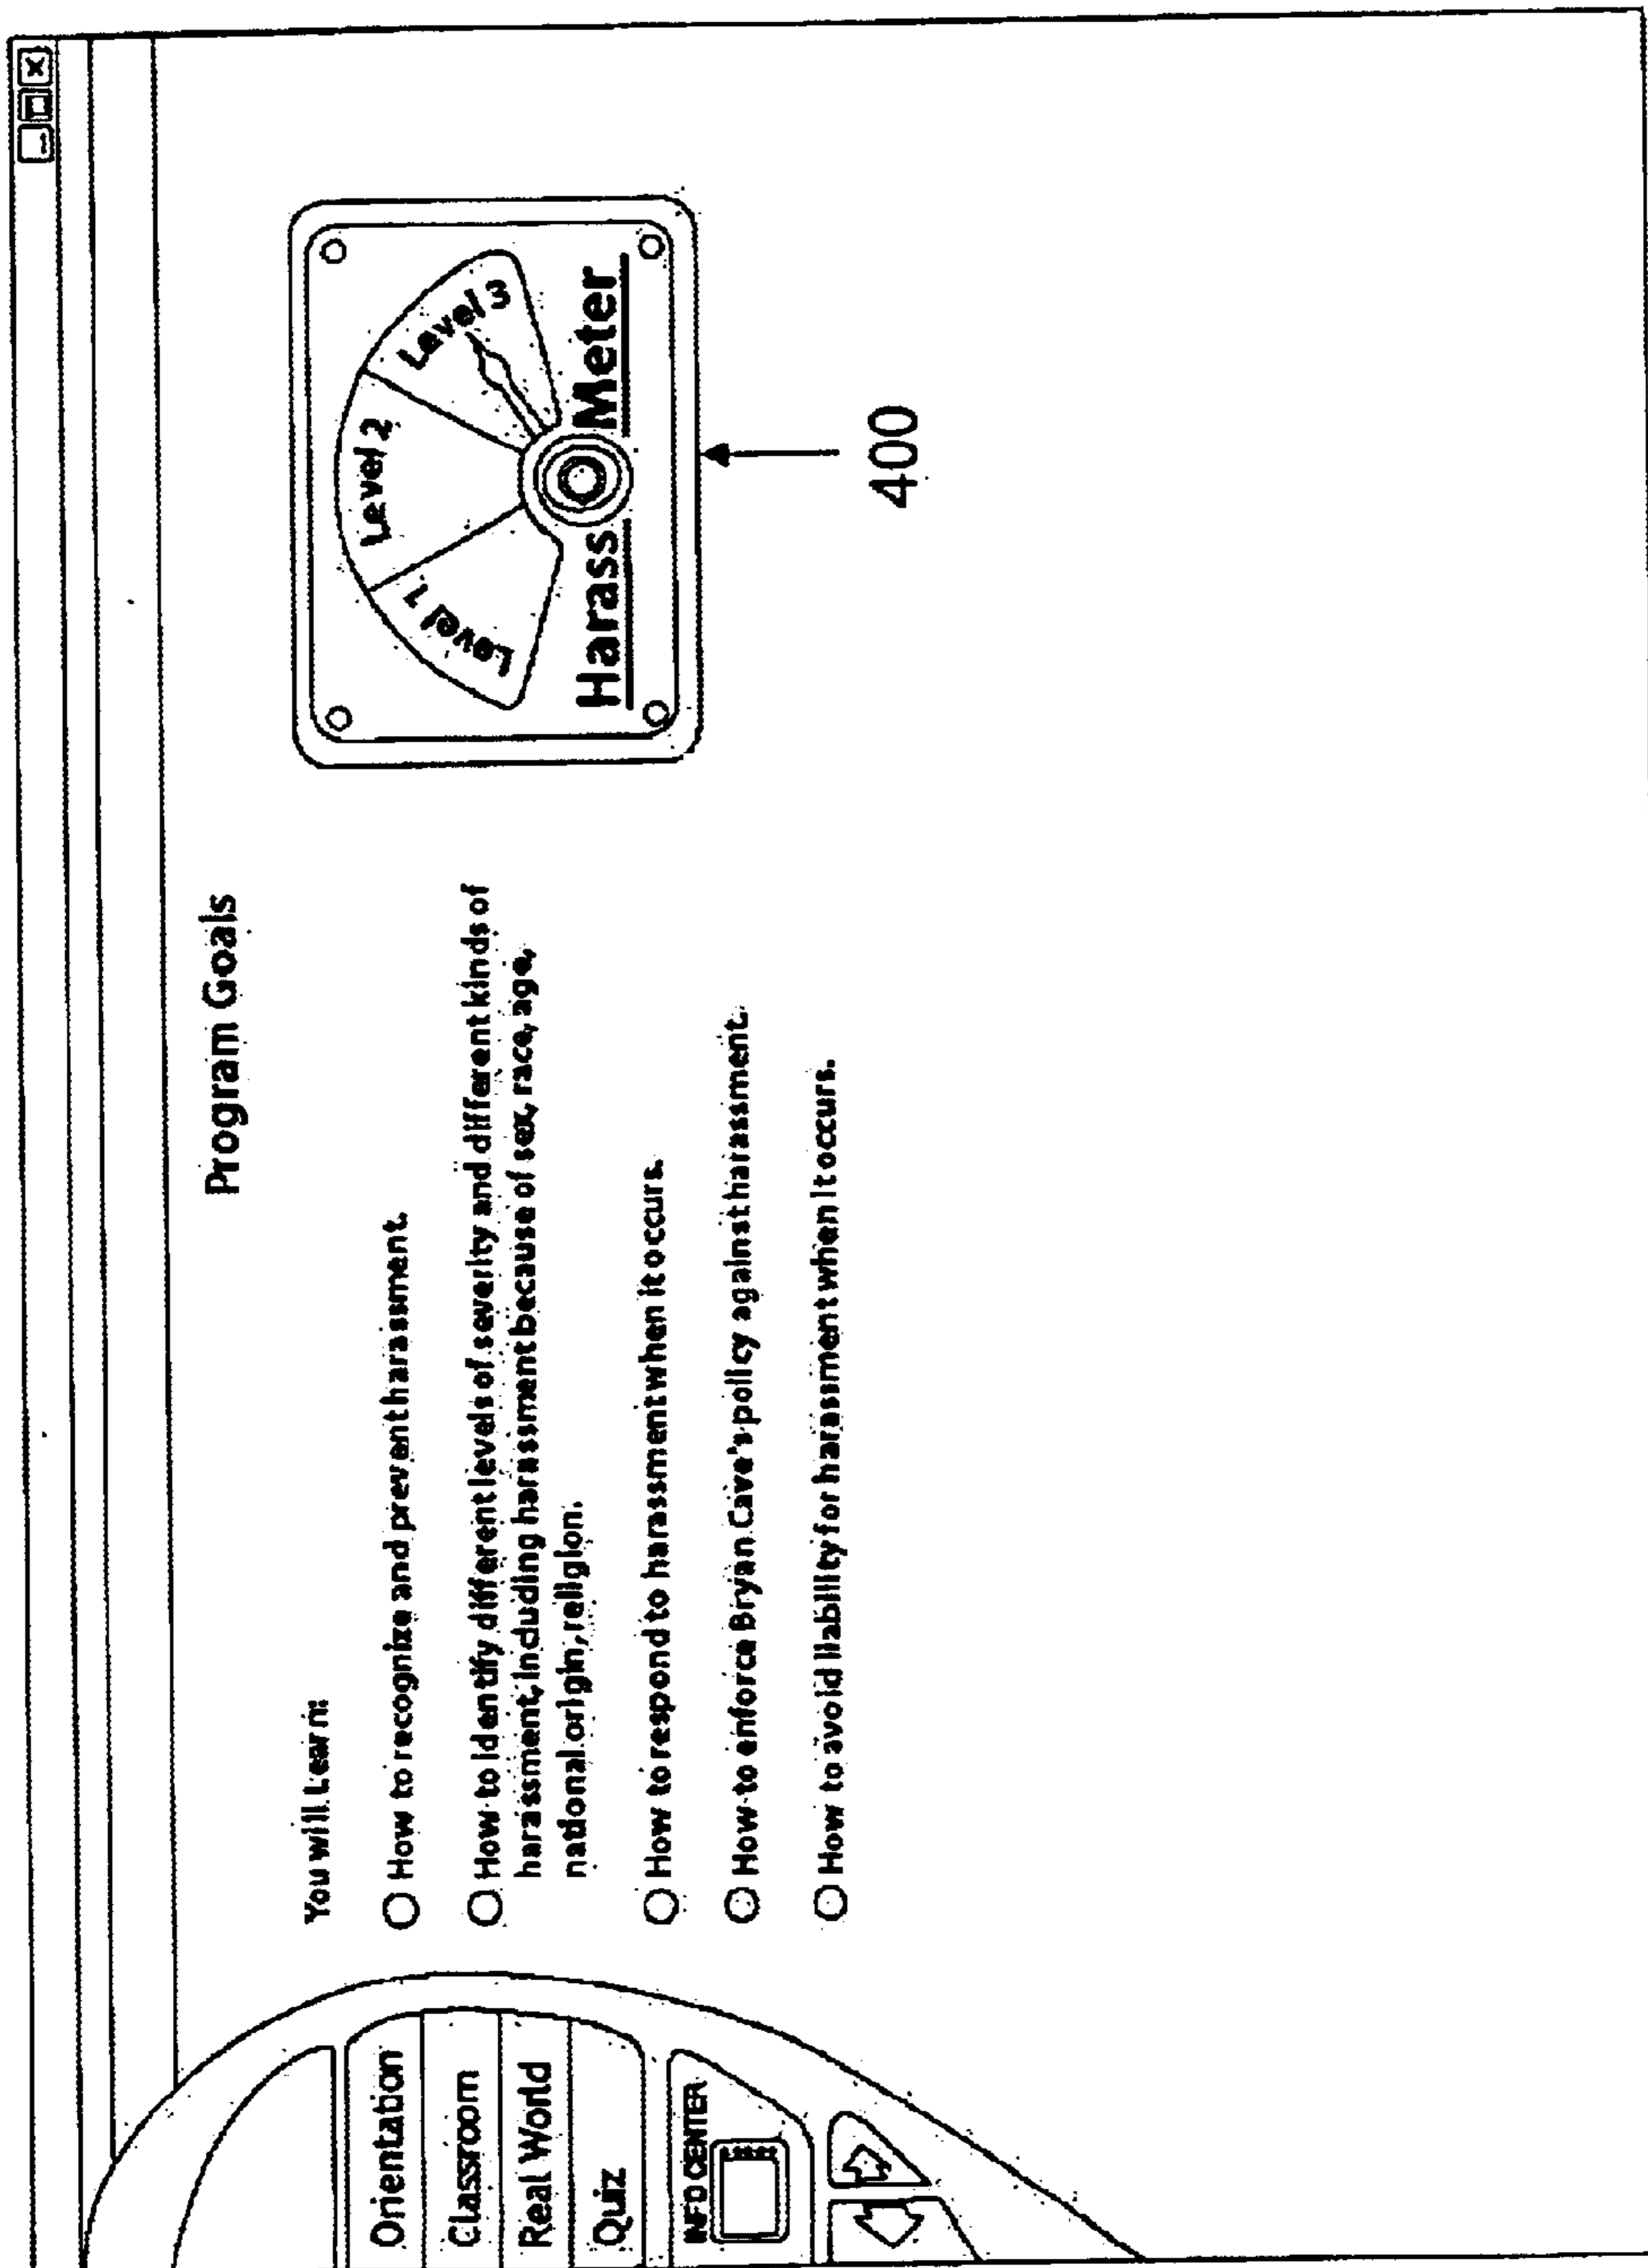 Program Goals
You will Learn:
How to recognize and prevent harassment.
How to identify different levels of severity and different kinds of
harassment, including harassment because of sex, race, age,
national origin, religion.
How to respond to harassment when it occurs.
How to enforce Bryan Cave's policy against harassment.
How to avoid liability for harassment when it occurs.
Level 1
Level 2
Level 3
Harass Meter
400
Orientation
Classroom
Real World
Quiz
INFO CENTER